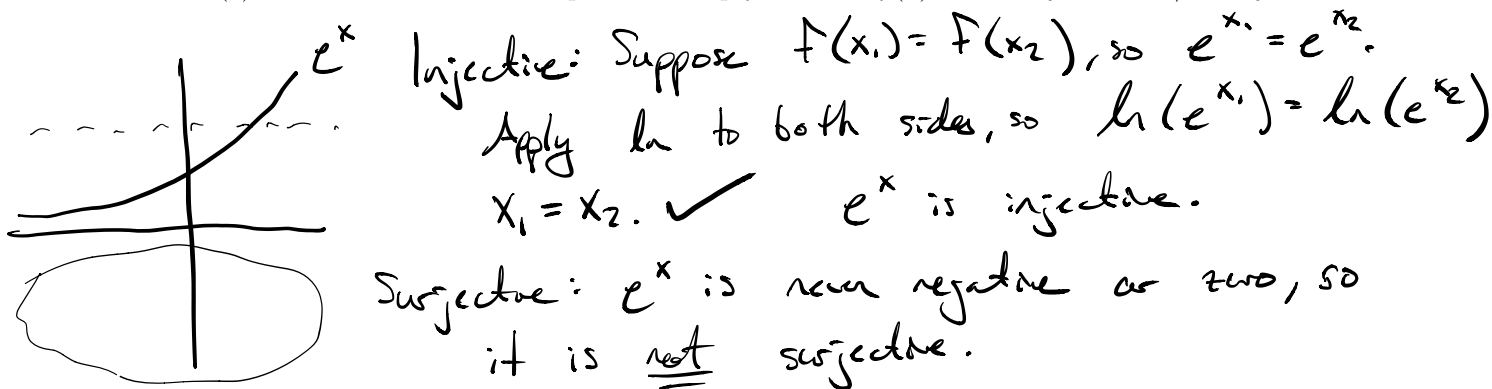 e^x
Injective: Suppose f(x₁) = f(x₂), so e^x₁ = e^x₂.
Apply ln to both sides, so ln(e^x₁) = ln(e^x₂)
x₁ = x₂. ✓ e^x is injective.
Surjective: e^x is never negative or zero, so
it is not surjective.